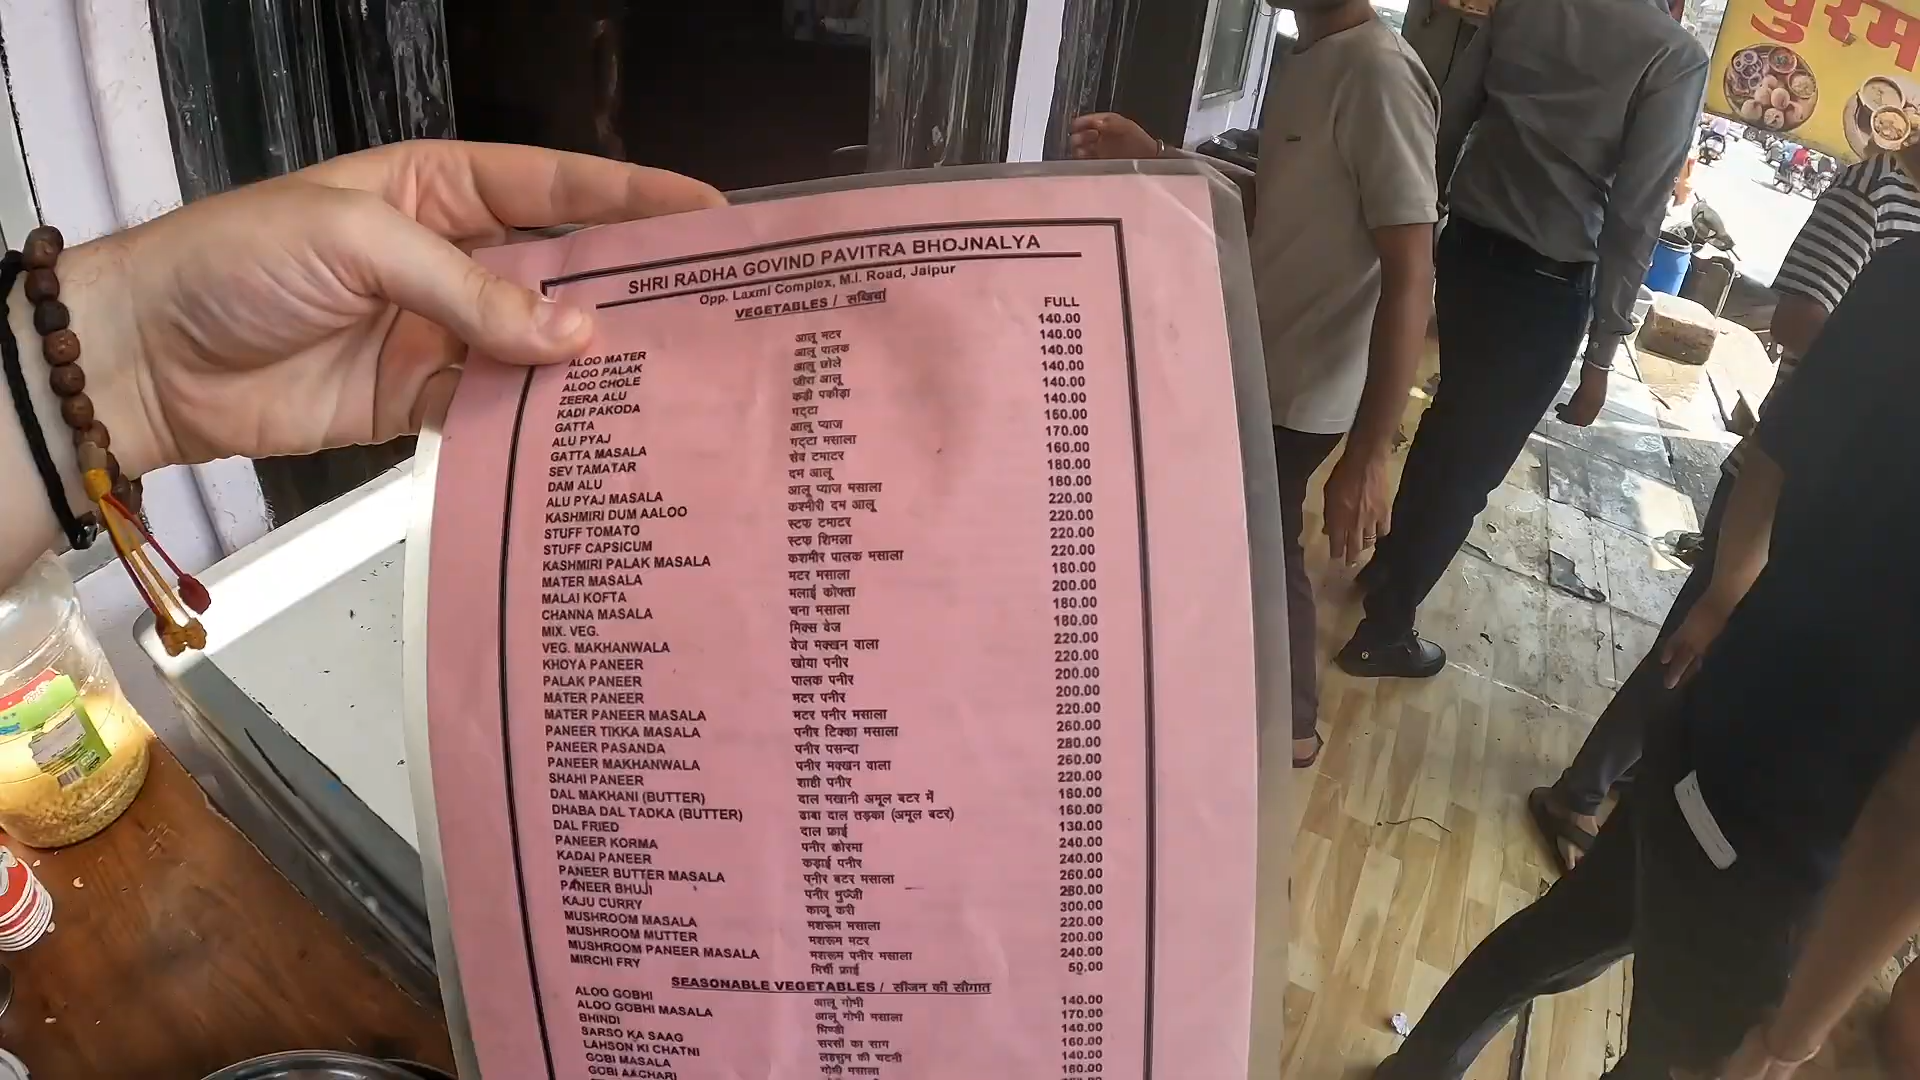 SHRI RADHA GOVIND PAVITRA BHOJNALYA
Opp. Laxmi Complex, M.I. Road, Jaipur
VEGETABLES / सब्जियां
FULL
ALOO MATER आलू मटर 140.00
ALOO PALAK आलू पालक 140.00
ALOO CHOLE आलू छोले 140.00
ZEERA ALU जीरा आलू 140.00
KADI PAKODA कड़ी पकौड़ा 140.00
GATTA गट्टा 140.00
ALU PYAJ आलू प्याज 150.00
GATTA MASALA गट्टा मसाला 170.00
SEV TAMATAR सेव टमाटर 160.00
DAM ALU दम आलू 180.00
ALU PYAJ MASALA आलू प्याज मसाला 180.00
KASHMIRI DUM AALOO कश्मीरी दम आलू 220.00
STUFF TOMATO स्टफ टमाटर 220.00
STUFF CAPSICUM स्टफ शिमला 220.00
KASHMIRI PALAK MASALA कशमीर पालक मसाला 220.00
MATER MASALA मटर मसाला 180.00
MALAI KOFTA मलाई कोफ्ता 200.00
CHANNA MASALA चना मसाला 180.00
MIX. VEG. मिक्स वेज 180.00
VEG. MAKHANWALA वेज मक्खन वाला 220.00
KHOYA PANEER खोया पनीर 220.00
PALAK PANEER पालक पनीर 200.00
MATER PANEER मटर पनीर 200.00
MATER PANEER MASALA मटर पनीर मसाला 220.00
PANEER TIKKA MASALA पनीर टिक्का मसाला 260.00
PANEER PASANDA पनीर पसन्दा 280.00
PANEER MAKHANWALA पनीर मक्खन वाला 260.00
SHAHI PANEER शाही पनीर 220.00
DAL MAKHANI (BUTTER) दाल मखानी अमूल बटर में 180.00
DHABA DAL TADKA (BUTTER) ढाबा दाल तड़का (अमूल बटर) 160.00
DAL FRIED दाल फ्राई 130.00
PANEER KORMA पनीर कोरमा 240.00
KADAI PANEER कड़ाई पनीर 240.00
PANEER BUTTER MASALA पनीर बटर मसाला 260.00
PANEER BHUJI पनीर भुज्जी 280.00
KAJU CURRY काजू करी 300.00
MUSHROOM MASALA मशरूम मसाला 220.00
MUSHROOM MUTTER मशरूम मटर 200.00
MUSHROOM PANEER MASALA मशरूम पनीर मसाला 240.00
MIRCHI FRY मिर्ची फ्राई 50.00
SEASONABLE VEGETABLES / सीजन की सौगात
ALOO GOBHI आलू गोभी 140.00
ALOO GOBHI MASALA आलू गोभी मसाला 170.00
BHINDI भिण्डी 140.00
SARSO KA SAAG सरसों का साग 160.00
LAHSON KI CHATNI लहसुन की चटनी 140.00
GOBI MASALA गोभी मसाला 160.00
GOBI AACHARI